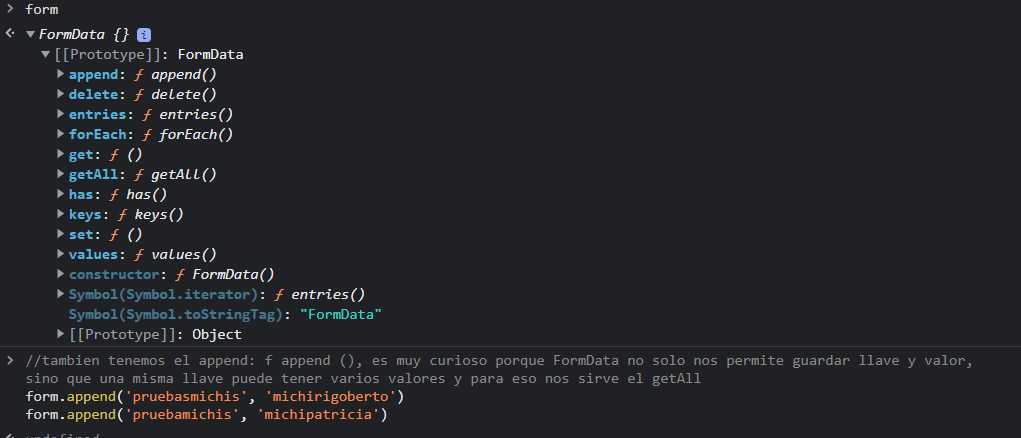 form
FormData {} i
[[Prototype]]: FormData
append: ƒ append()
delete: ƒ delete()
entries: ƒ entries()
forEach: ƒ forEach()
get: ƒ ()
getAll: ƒ getAll()
has: ƒ has()
keys: ƒ keys()
set: ƒ ()
values: ƒ values()
constructor: ƒ FormData()
Symbol(Symbol.iterator): ƒ entries()
Symbol(Symbol.toStringTag): "FormData"
[[Prototype]]: Object
//tambien tenemos el append: f append (), es muy curioso porque FormData no solo nos permite guardar llave y valor,
sino que una misma llave puede tener varios valores y para eso nos sirve el getAll
form.append('pruebasmichis', 'michirigoberto')
form.append('pruebamichis', 'michipatricia')
undefined